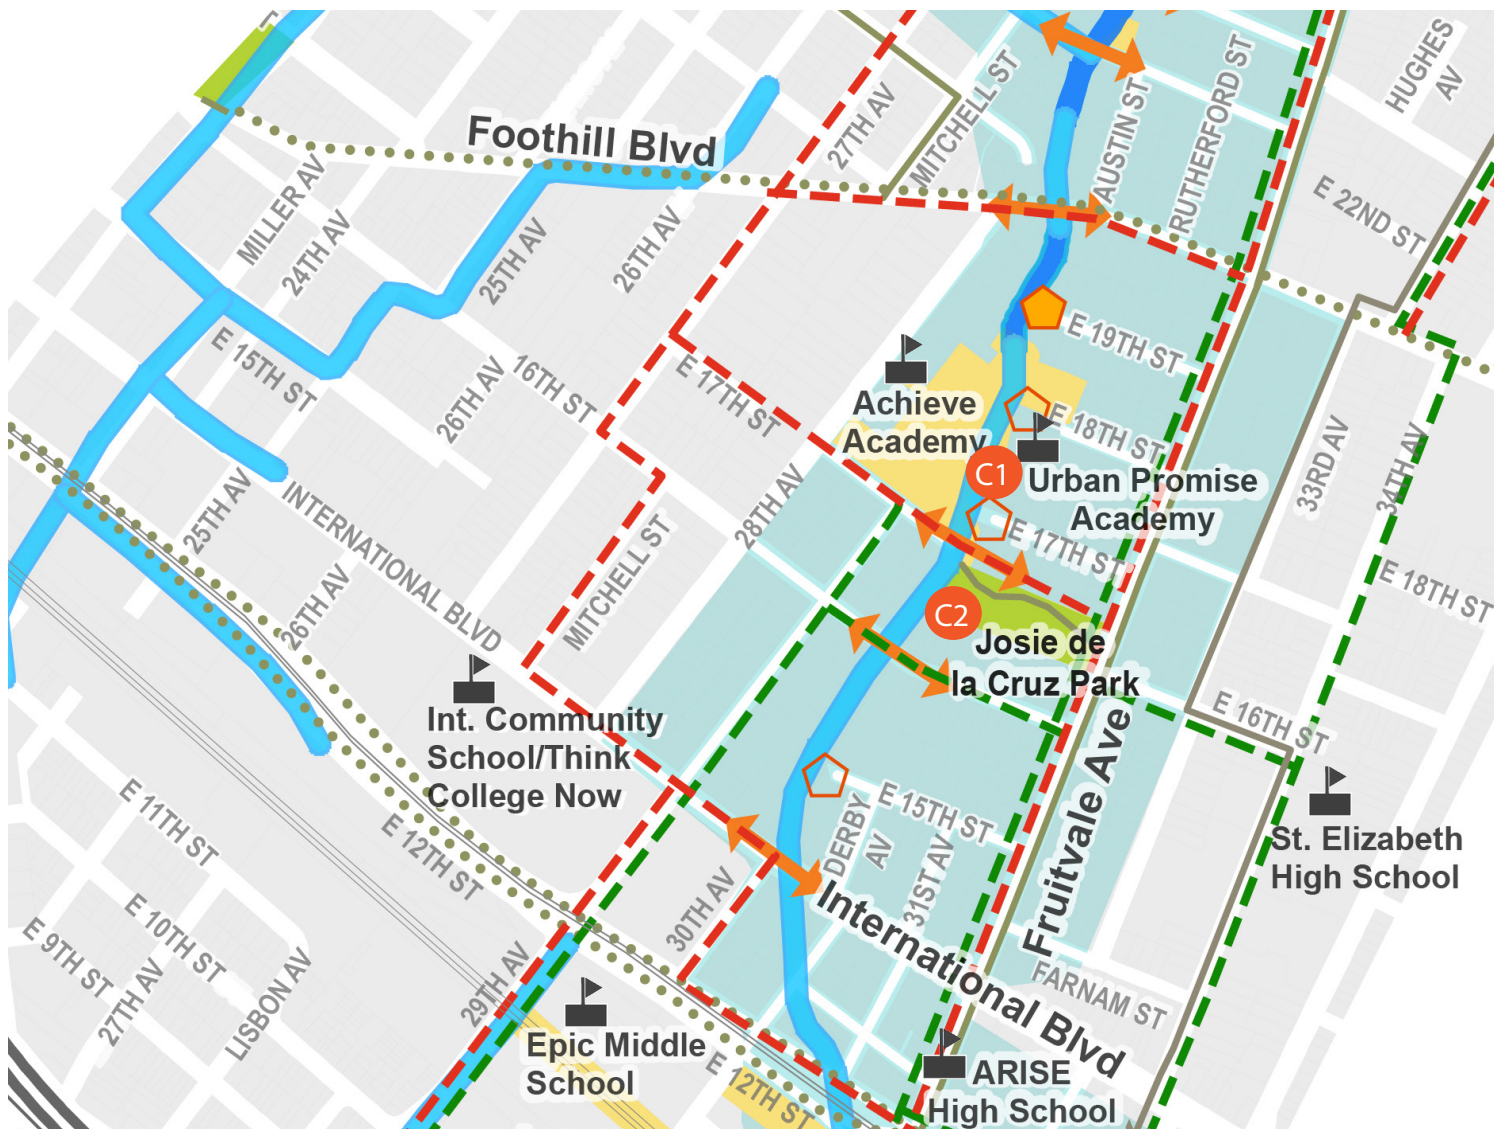 HUGHES
AV
MITCHELL ST
27TH AV
AUSTIN ST
RUTHERFORD ST
Foothill Blvd
E 22ND ST
MILLER AV
24TH AV
25TH AV
26TH AV
E 15TH ST
26TH AV
16TH ST
E 17TH ST
E 19TH ST
Achieve
Academy
E 18TH ST
C1
Urban Promise
Academy
33RD AV
34TH AV
28TH AV
25TH AV
INTERNATIONAL BLVD
E 17TH ST
E 18TH ST
MITCHELL ST
26TH AV
C2
Josie de
la Cruz Park
E 16TH ST
Int. Community
School/Think
College Now
Fruitvale Ave
E 11TH ST
E 12TH ST
DERBY
AV
E 15TH ST
31ST AV
St. Elizabeth
High School
E 10TH ST
E 9TH ST
27TH AV
LISBON AV
29TH AV
30TH AV
International Blvd
FARNAM ST
Epic Middle
School
E 12TH ST
ARISE
High School